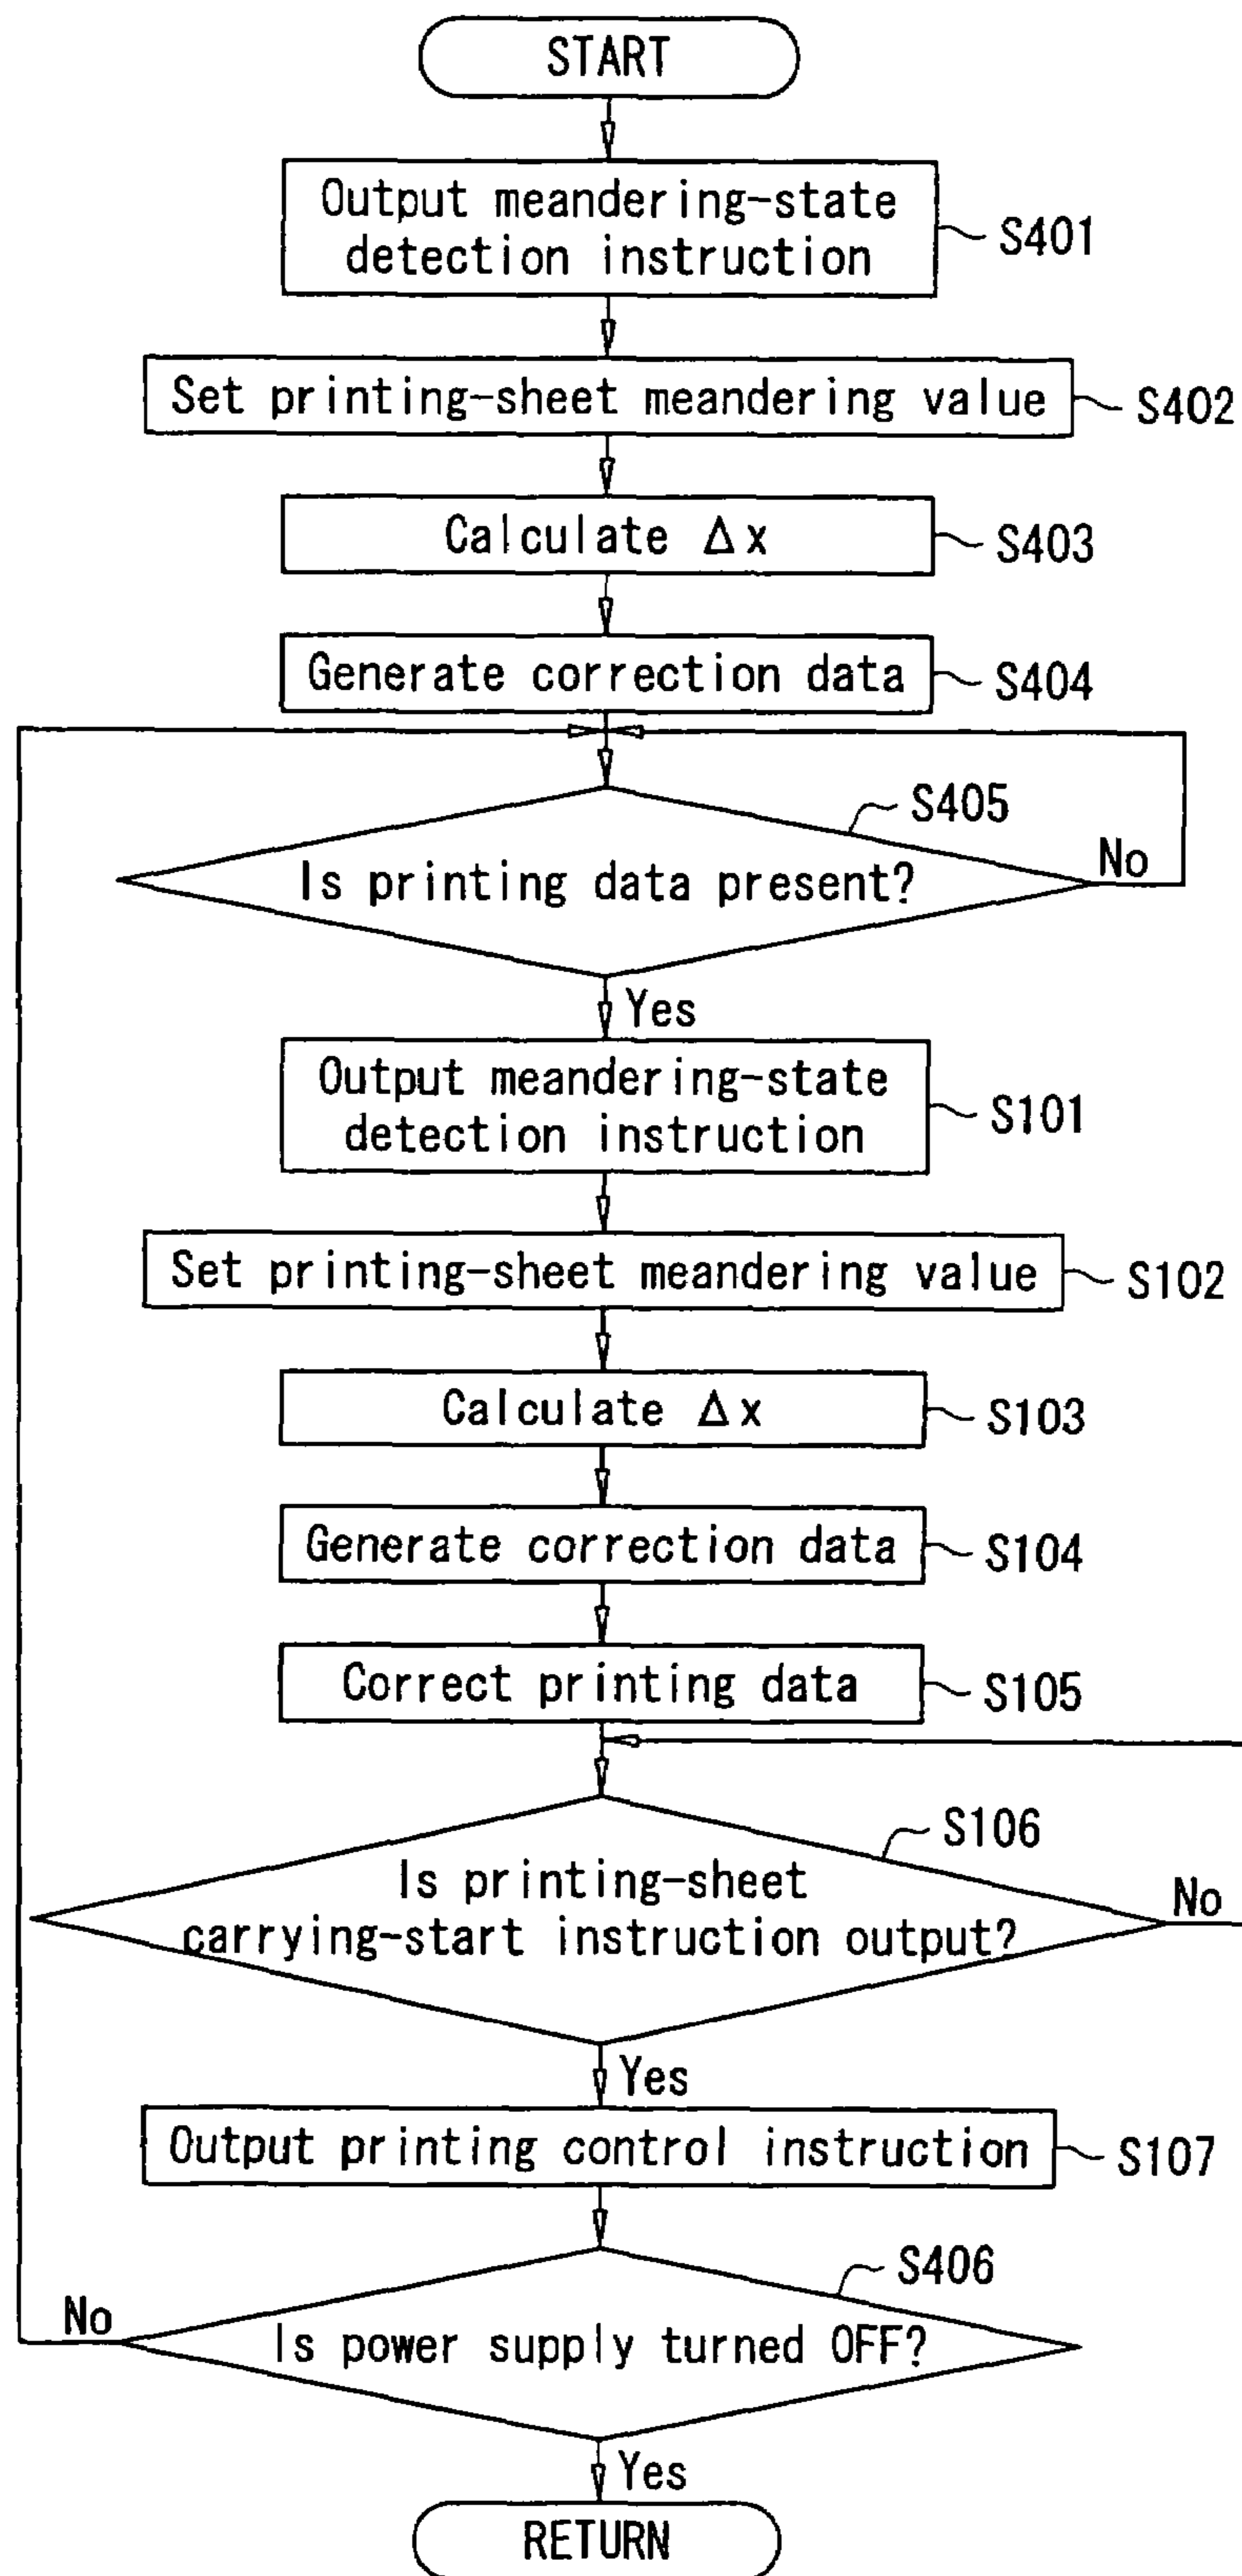 START
Output meandering-state
detection instruction
S401
Set printing-sheet meandering value
S402
Calculate Δx
S403
Generate correction data
S404
S405
Is printing data present?
No
Yes
Output meandering-state
detection instruction
S101
Set printing-sheet meandering value
S102
Calculate Δx
S103
Generate correction data
S104
Correct printing data
S105
S106
Is printing-sheet
carrying-start instruction output?
No
Yes
Output printing control instruction
S107
S406
No
Is power supply turned OFF?
Yes
RETURN